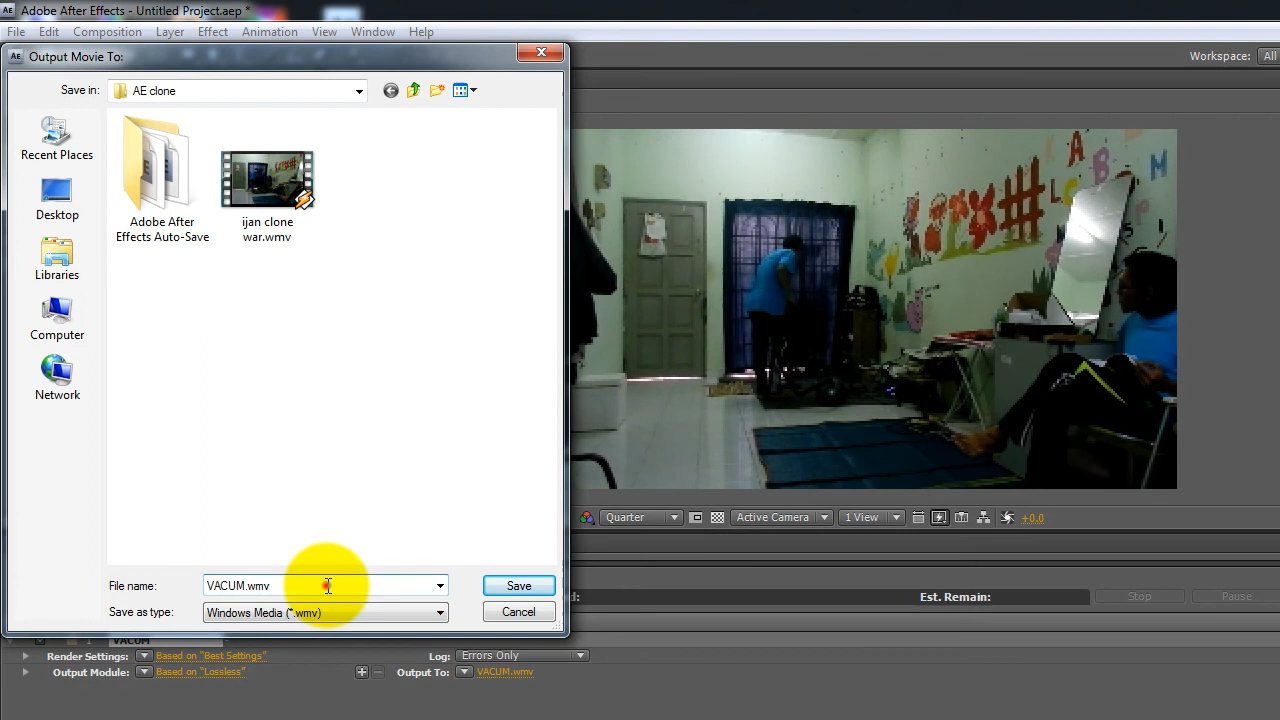 Adobe After Effects - Untitled Project.aep *
File Edit Composition Layer Effect Animation View Window Help
Output Movie To:
Workspace: All
Save in: AE clone
Recent Places
Desktop
Libraries
Computer
Network
Adobe After
Effects Auto-Save
ijan clone
war.wmv
A
B
M
L
Quarter
Active Camera
1 View
+0.0
File name: VACUM.wmv Save
Save as type: Windows Media (*.wmv) Cancel
Est. Remain: Stop Pause
1 VACUM
Render Settings: Based on "Best Settings" Log: Errors Only
Output Module: Based on "Lossless" Output To: VACUM.wmv